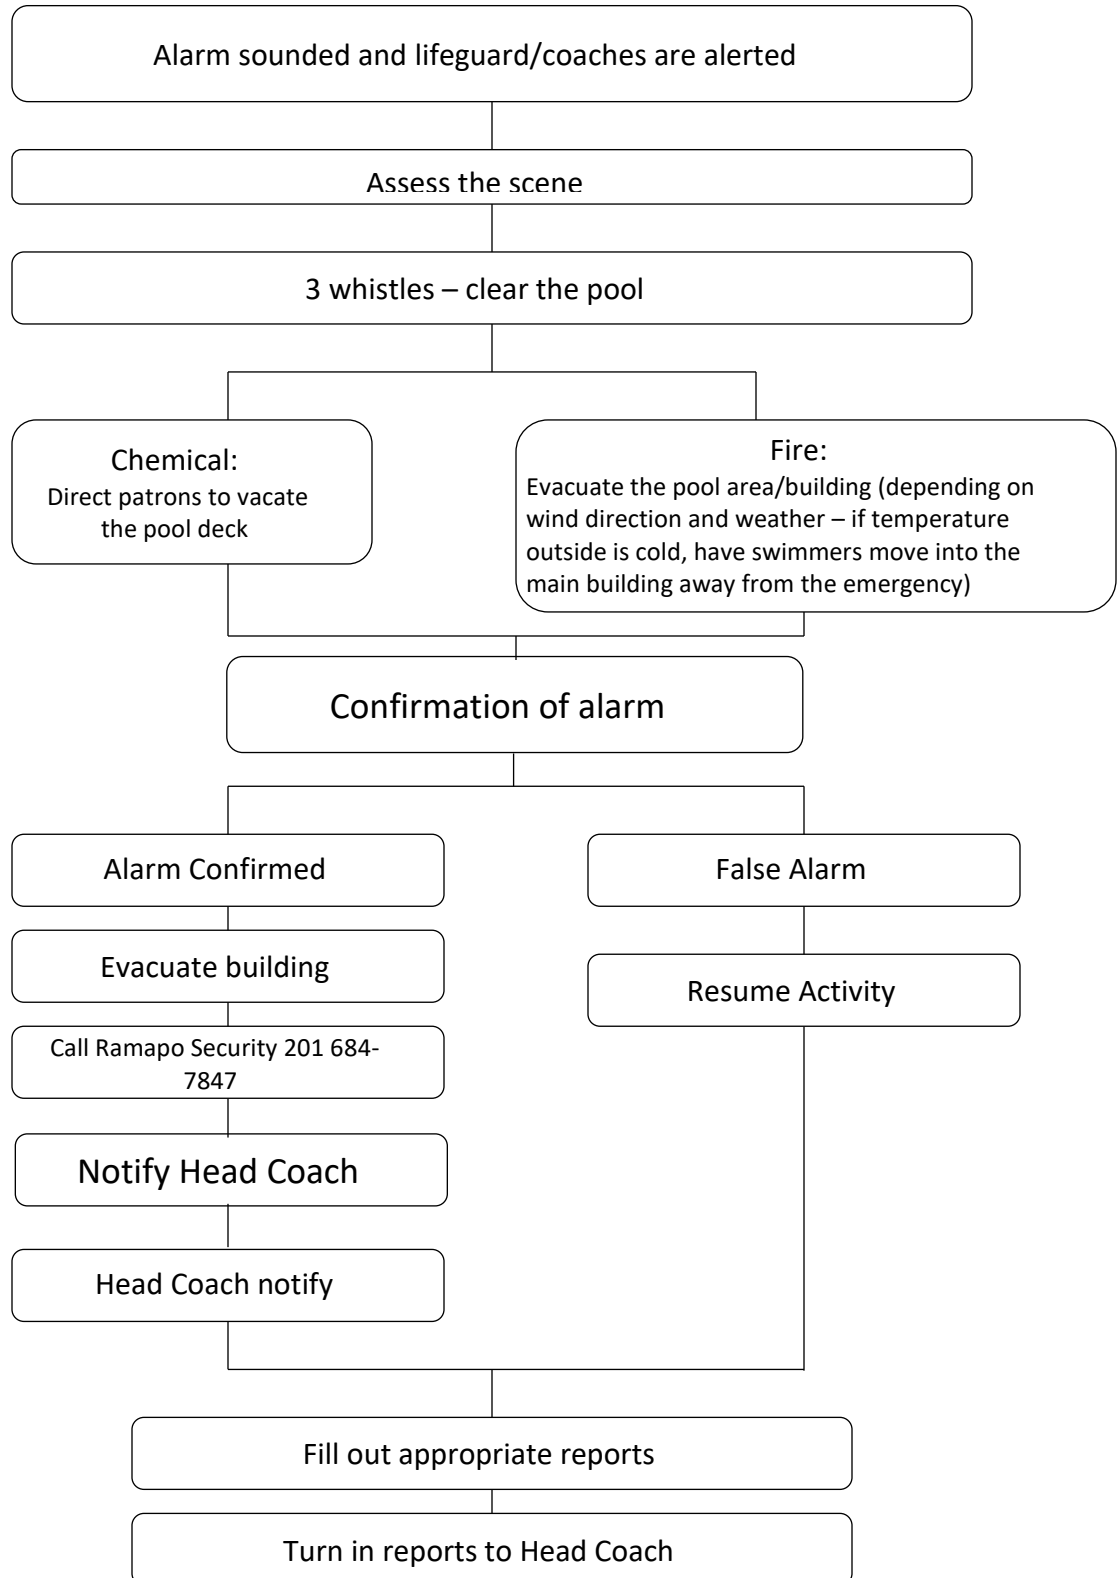 Alarm sounded and lifeguard/coaches are alerted
Assess the scene
3 whistles – clear the pool
Chemical:
Direct patrons to vacate
the pool deck
Fire:
Evacuate the pool area/building (depending on
wind direction and weather – if temperature
outside is cold, have swimmers move into the
main building away from the emergency)
Confirmation of alarm
Alarm Confirmed
False Alarm
Evacuate building
Resume Activity
Call Ramapo Security 201 684-
7847
Notify Head Coach
Head Coach notify
Fill out appropriate reports
Turn in reports to Head Coach